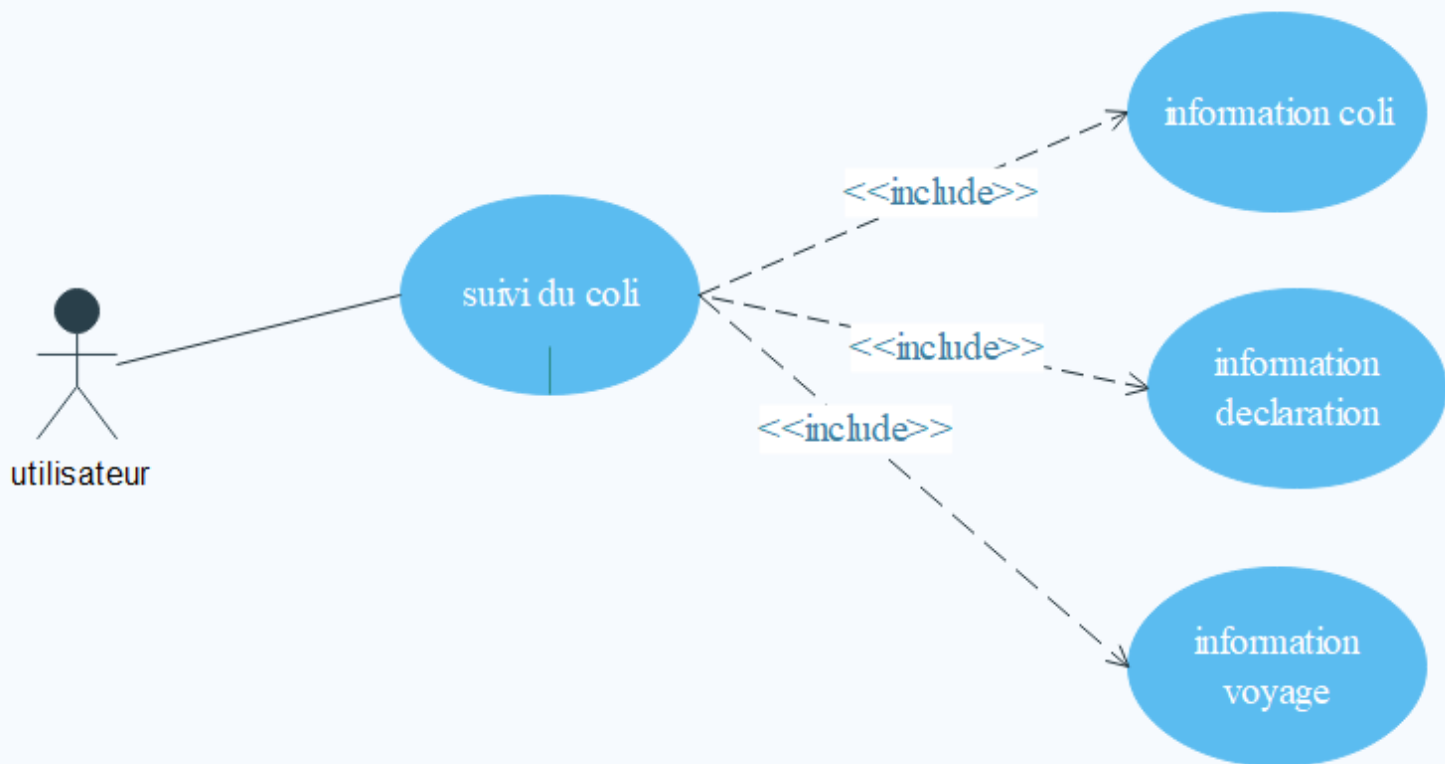 information coli
<<include>>
suivi du coli
<<include>>
information
declaration
<<include>>
utilisateur
information
voyage